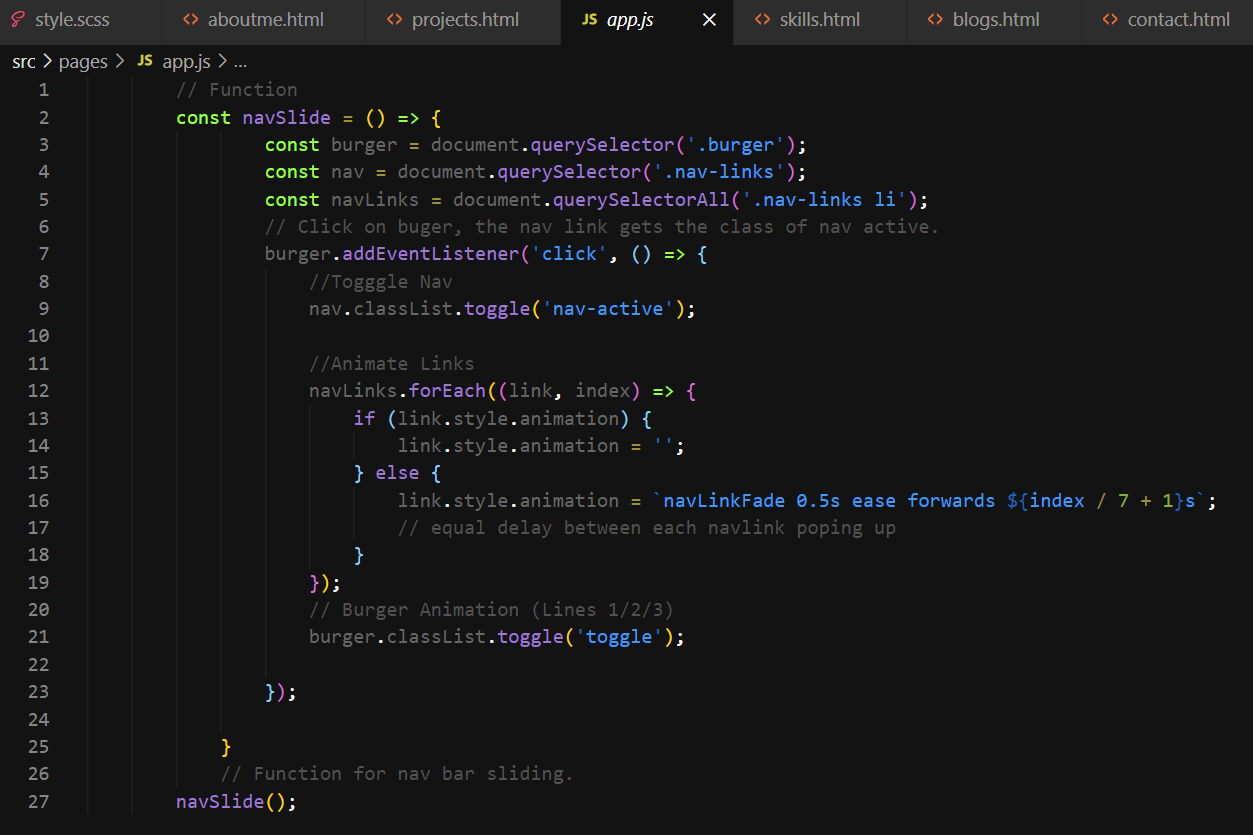 style.scss <> aboutme.html <> projects.html JS app.js × <> skills.html <> blogs.html <> contact.html
src > pages > JS app.js > ...
1 // Function
2 const navSlide = () => {
3 const burger = document.querySelector('.burger');
4 const nav = document.querySelector('.nav-links');
5 const navLinks = document.querySelectorAll('.nav-links li');
6 // Click on buger, the nav link gets the class of nav active.
7 burger.addEventListener('click', () => {
8 //Togggle Nav
9 nav.classList.toggle('nav-active');
10
11 //Animate Links
12 navLinks.forEach((link, index) => {
13 if (link.style.animation) {
14 link.style.animation = '';
15 } else {
16 link.style.animation = `navLinkFade 0.5s ease forwards ${index / 7 + 1}s`;
17 // equal delay between each navlink poping up
18 }
19 });
20 // Burger Animation (Lines 1/2/3)
21 burger.classList.toggle('toggle');
22
23 });
24
25 }
26 // Function for nav bar sliding.
27 navSlide();